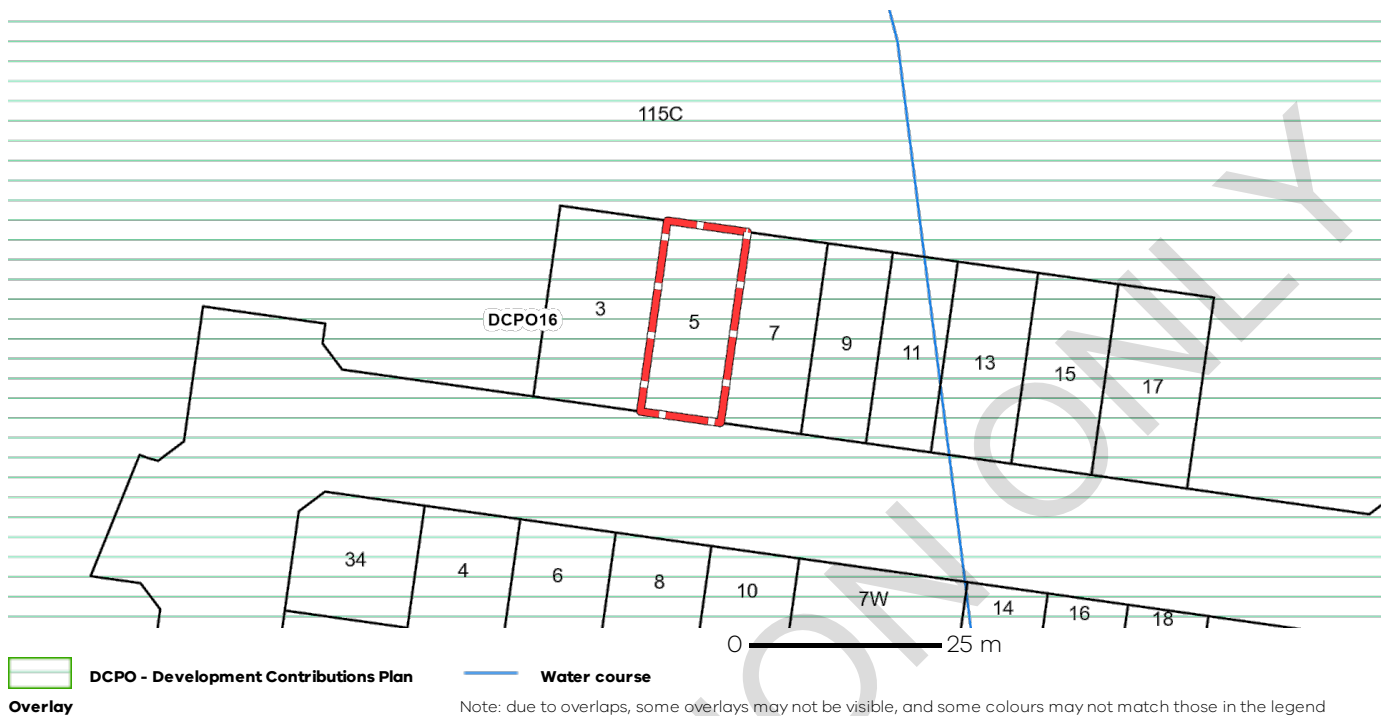 115C
3
5
7
9
11
13
15
17
DCPO16
34
4
6
8
10
7W
14
16
18
0 25 m
DCPO - Development Contributions Plan
Overlay
Water course
Note: due to overlaps, some overlays may not be visible, and some colours may not match those in the legend
ON ONLY